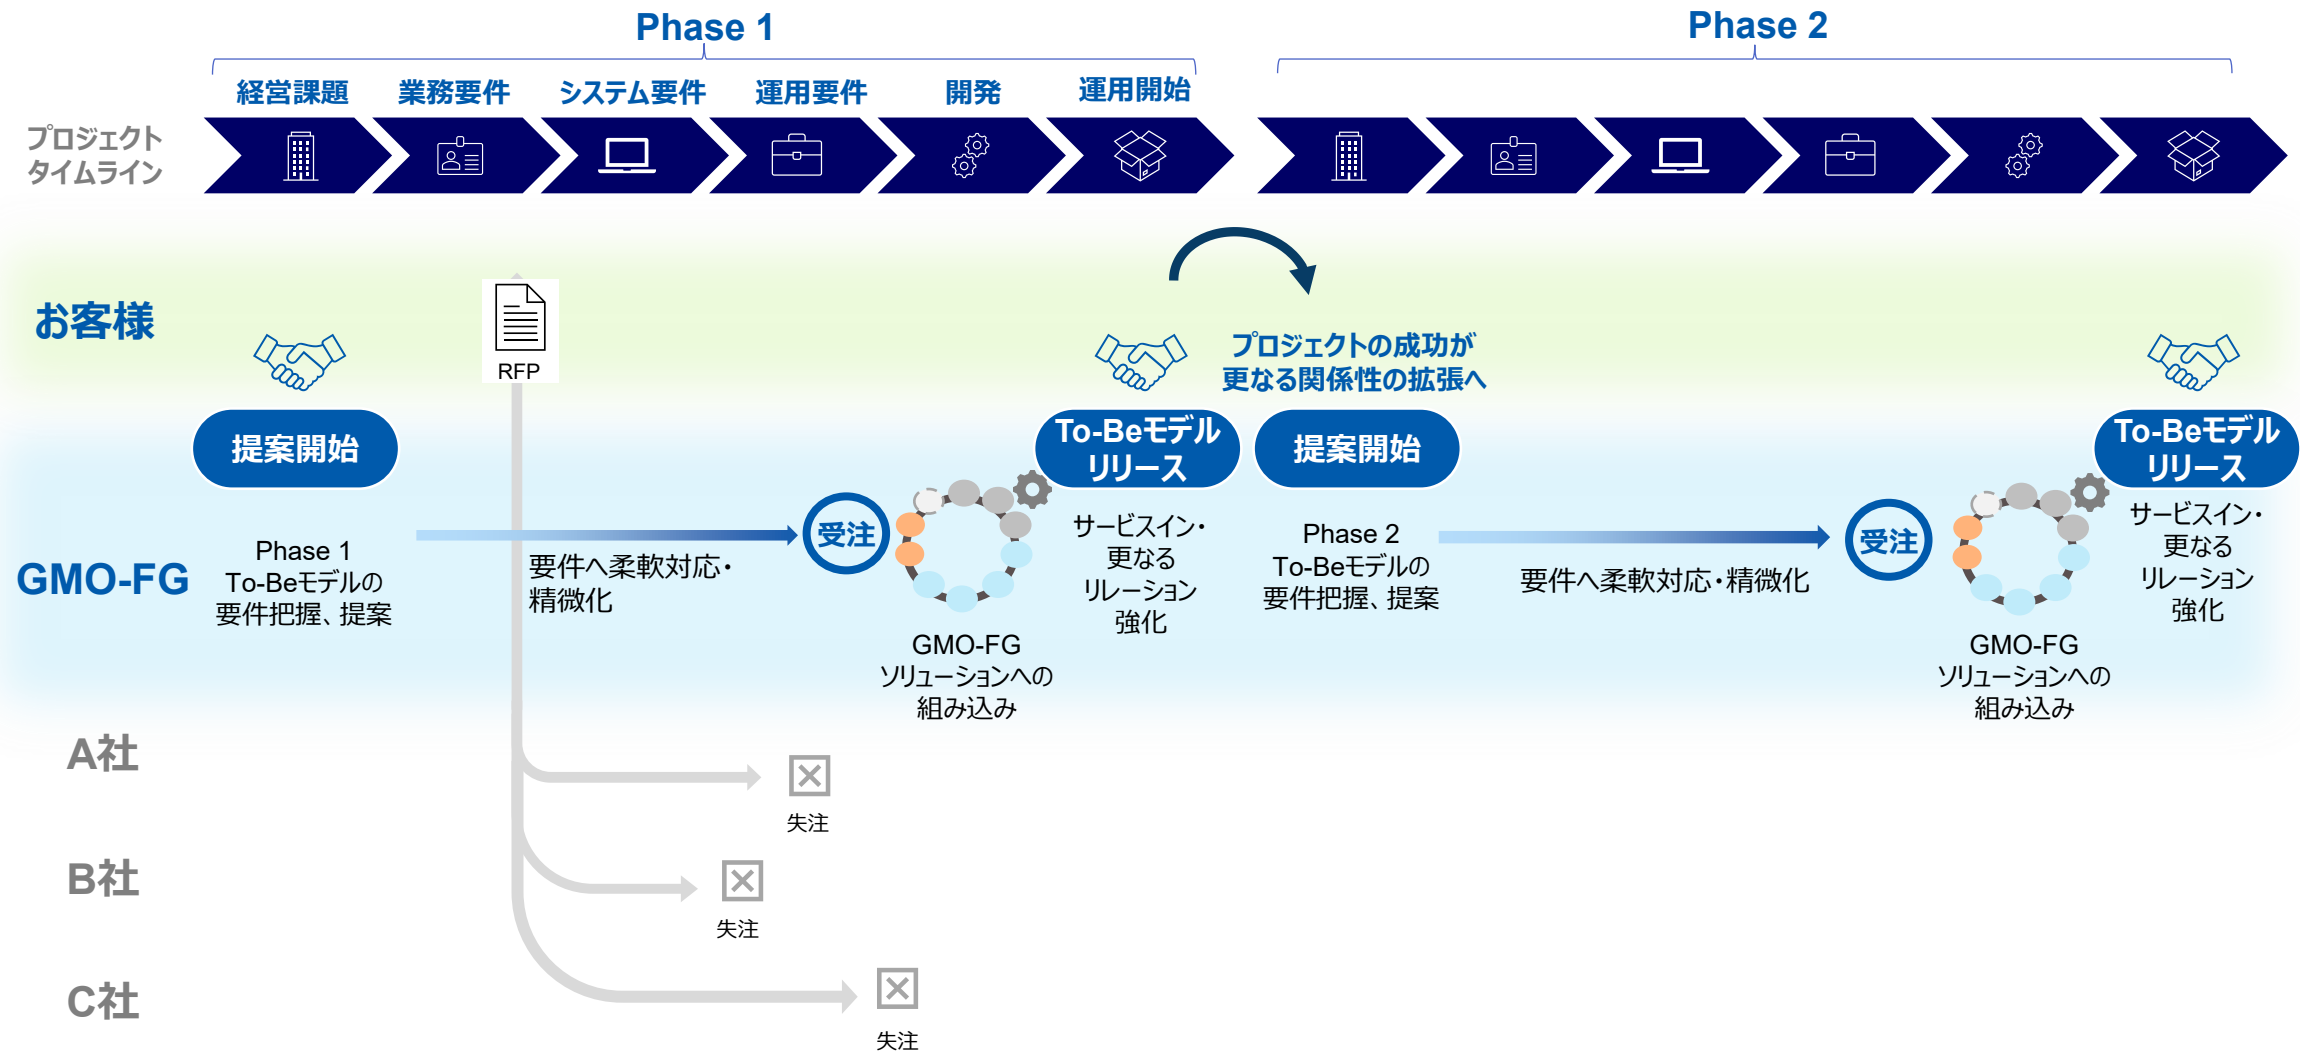 Phase 1
Phase 2
経営課題
業務要件
システム要件
運用要件
開発
運用開始
プロジェクト
タイムライン
お客様
RFP
プロジェクトの成功が
更なる関係性の拡張へ
GMO-FG
提案開始
Phase 1
To-Beモデルの
要件把握、提案
要件へ柔軟対応・
精微化
受注
GMO-FG
ソリューションへの
組み込み
To-Beモデル
リリース
サービスイン・
更なる
リレーション
強化
提案開始
Phase 2
To-Beモデルの
要件把握、提案
要件へ柔軟対応・精微化
受注
GMO-FG
ソリューションへの
組み込み
To-Beモデル
リリース
サービスイン・
更なる
リレーション
強化
A社
失注
B社
失注
C社
失注